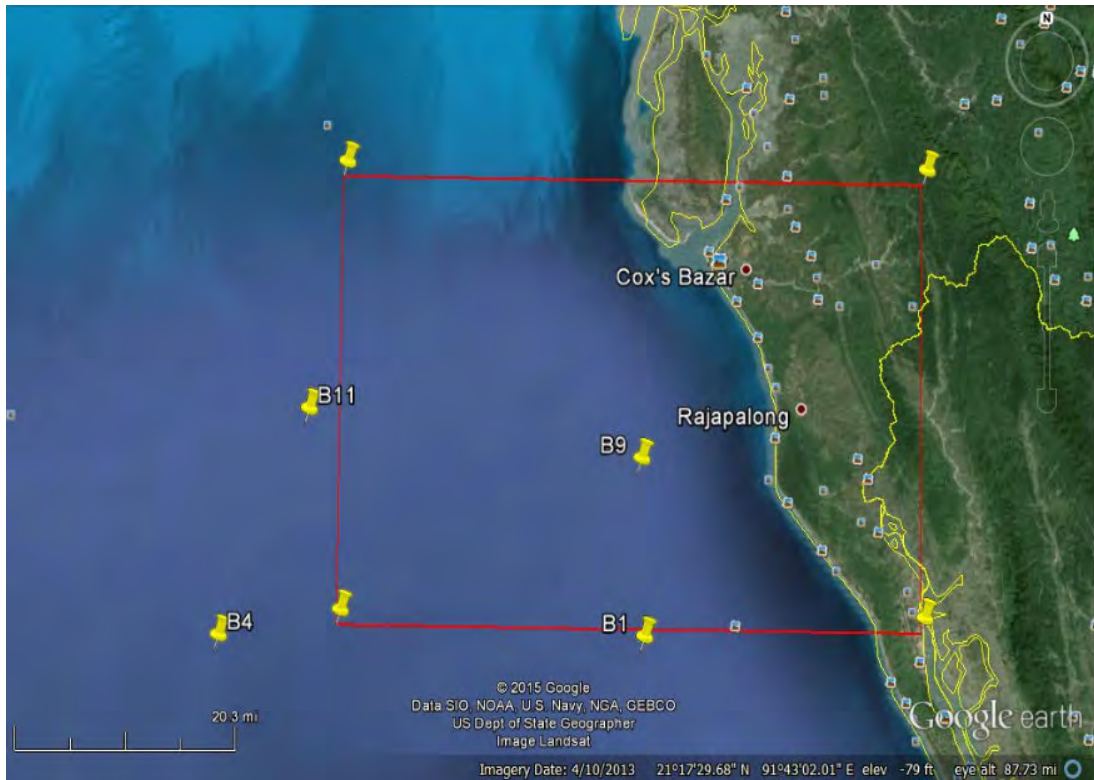 N
Cox's Bazar
B11
Rajapalong
B9
B4
B1
© 2015 Google
Data SIO, NOAA, U.S. Navy, NGA, GEBCO
US Dept of State Geographer
Image Landsat
20.3 mi
Google earth
Imagery Date: 4/10/2013 21°17'29.68" N 91°43'02.01" E elev -79 ft eye alt 87.73 mi